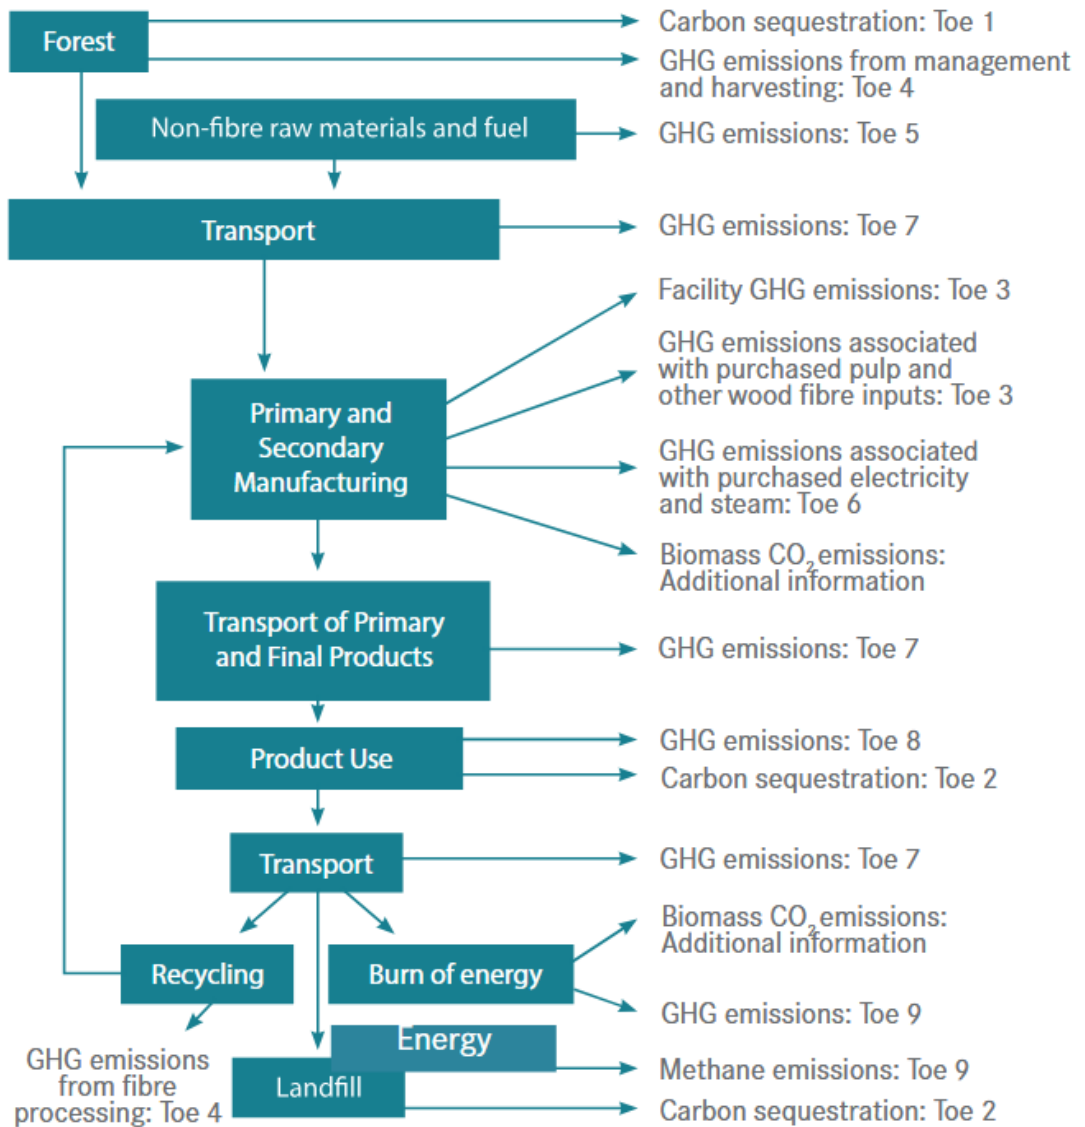 Forest
Carbon sequestration: Toe 1
GHG emissions from management
and harvesting: Toe 4
Non-fibre raw materials and fuel
GHG emissions: Toe 5
Transport
GHG emissions: Toe 7
Primary and
Secondary
Manufacturing
Facility GHG emissions: Toe 3
GHG emissions associated
with purchased pulp and
other wood fibre inputs: Toe 3
GHG emissions associated
with purchased electricity
and steam: Toe 6
Biomass CO₂ emissions:
Additional information
Transport of Primary
and Final Products
GHG emissions: Toe 7
Product Use
GHG emissions: Toe 8
Carbon sequestration: Toe 2
Transport
GHG emissions: Toe 7
Recycling
Burn of energy
Biomass CO₂ emissions:
Additional information
GHG emissions: Toe 9
GHG emissions
from fibre
processing: Toe 4
Energy
Landfill
Methane emissions: Toe 9
Carbon sequestration: Toe 2